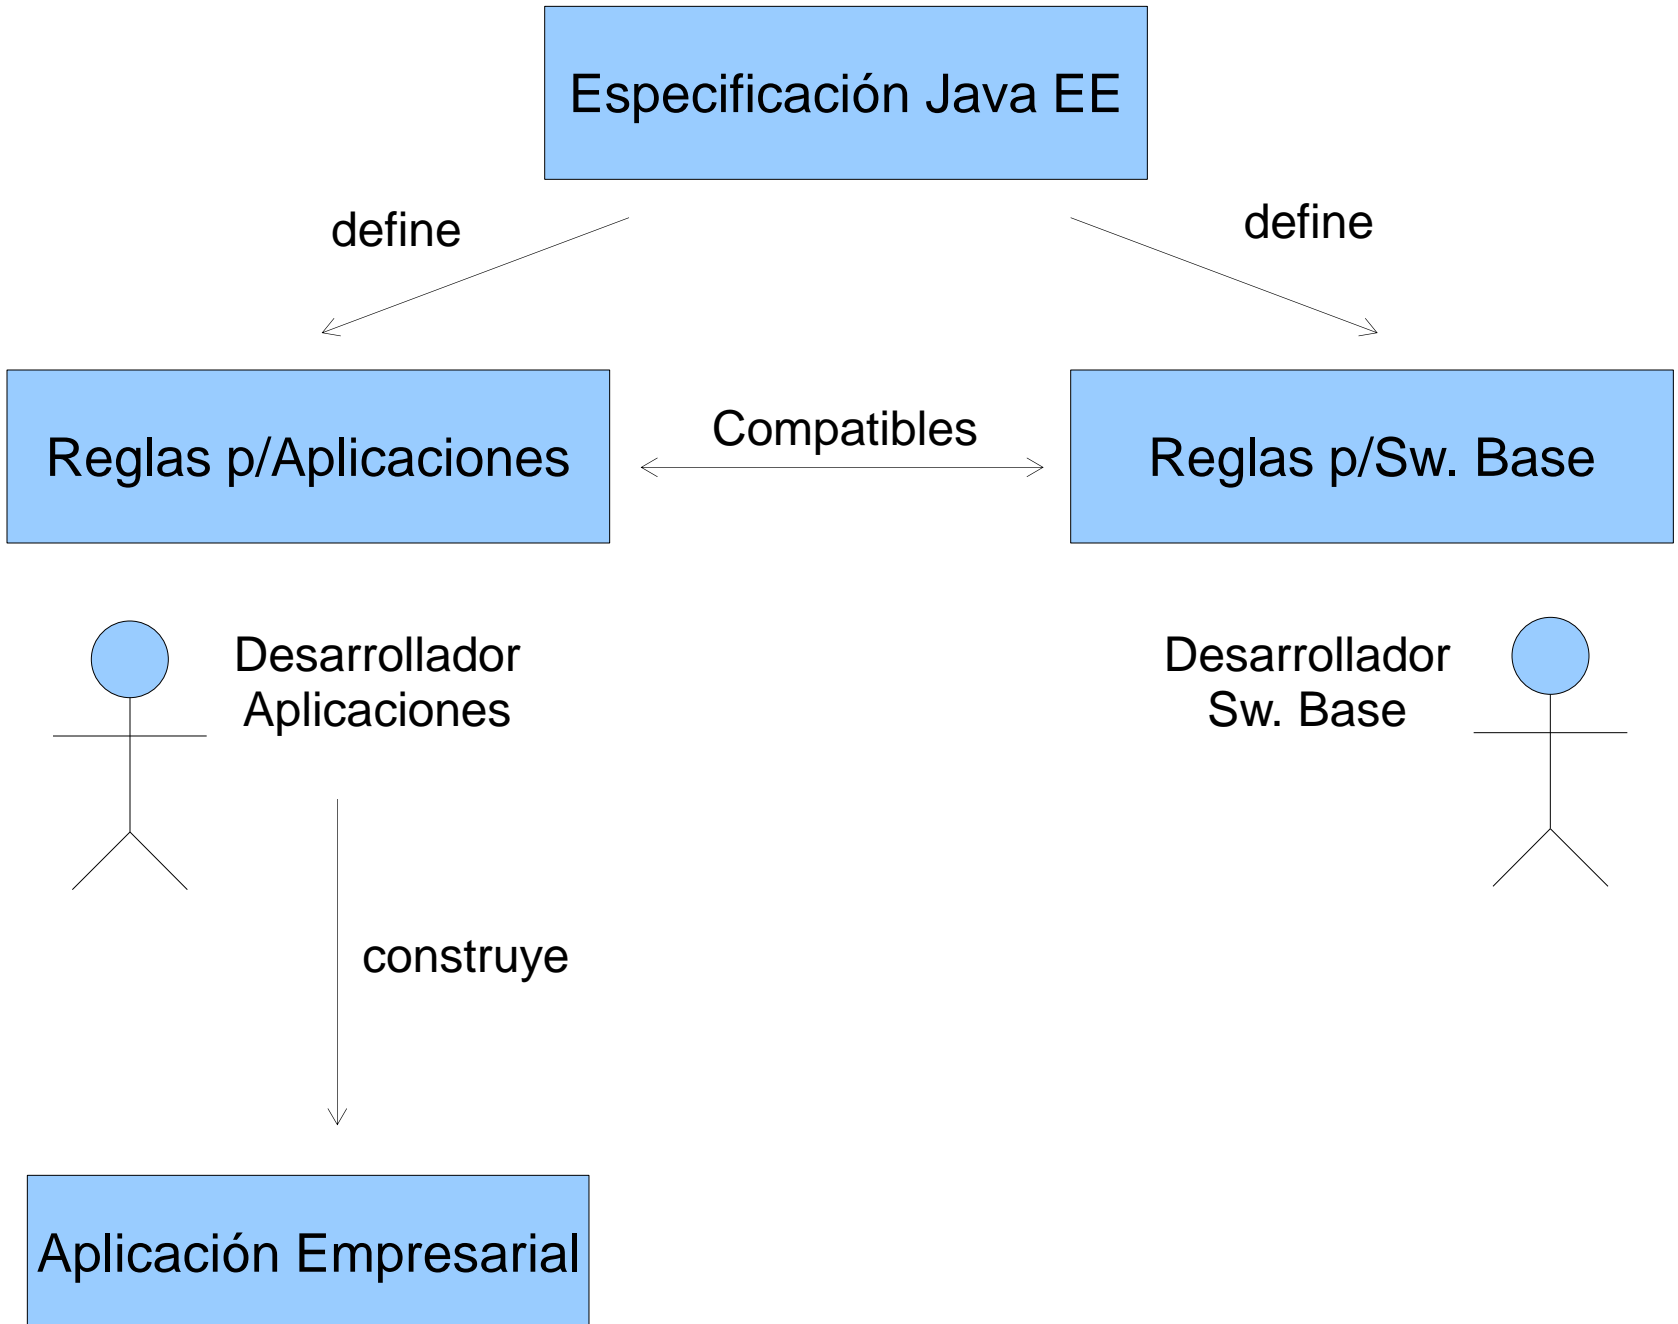 Especificación Java EE
define
define
Reglas p/Aplicaciones
Compatibles
Reglas p/Sw. Base
Desarrollador
Aplicaciones
Desarrollador
Sw. Base
construye
Aplicación Empresarial